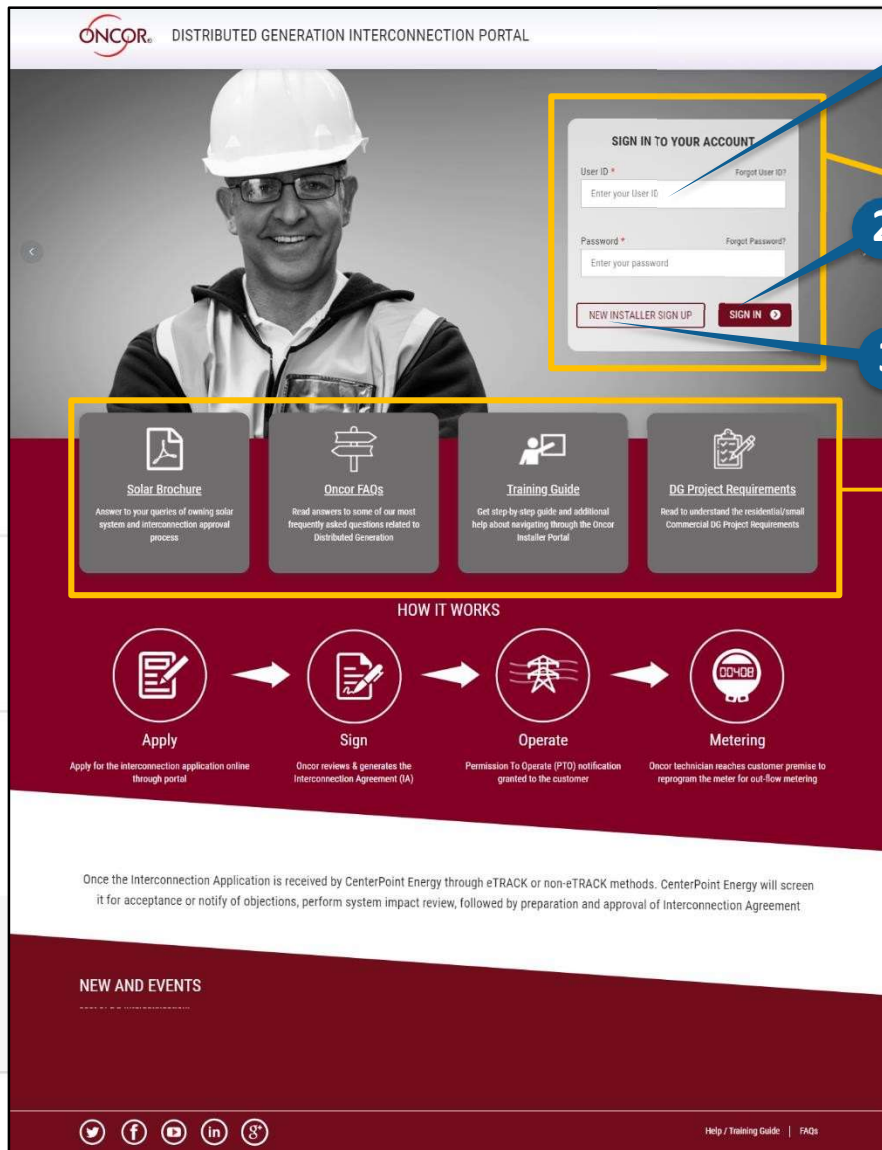 ONCOR® DISTRIBUTED GENERATION INTERCONNECTION PORTAL
SIGN IN TO YOUR ACCOUNT
User ID * Forgot User ID?
Enter your User ID
2
Password * Forgot Password?
Enter your password
NEW INSTALLER SIGN UP SIGN IN
3
Solar Brochure
Answer to your queries of owning solar
system and interconnection approval
process
Oncor FAQs
Read answers to some of our most
frequently asked questions related to
Distributed Generation
Training Guide
Get step-by-step guide and additional
help about navigating through the Oncor
Installer Portal
DG Project Requirements
Read to understand the residential/small
Commercial DG Project Requirements
HOW IT WORKS
00408
Apply
Apply for the interconnection application online
through portal
Sign
Oncor reviews & generates the
Interconnection Agreement (IA)
Operate
Permission To Operate (PTO) notification
granted to the customer
Metering
Oncor technician reaches customer premise to
reprogram the meter for out-flow metering
Once the Interconnection Application is received by CenterPoint Energy through eTRACK or non-eTRACK methods. CenterPoint Energy will screen
it for acceptance or notify of objections, perform system impact review, followed by preparation and approval of Interconnection Agreement
NEW AND EVENTS
Help / Training Guide | FAQs